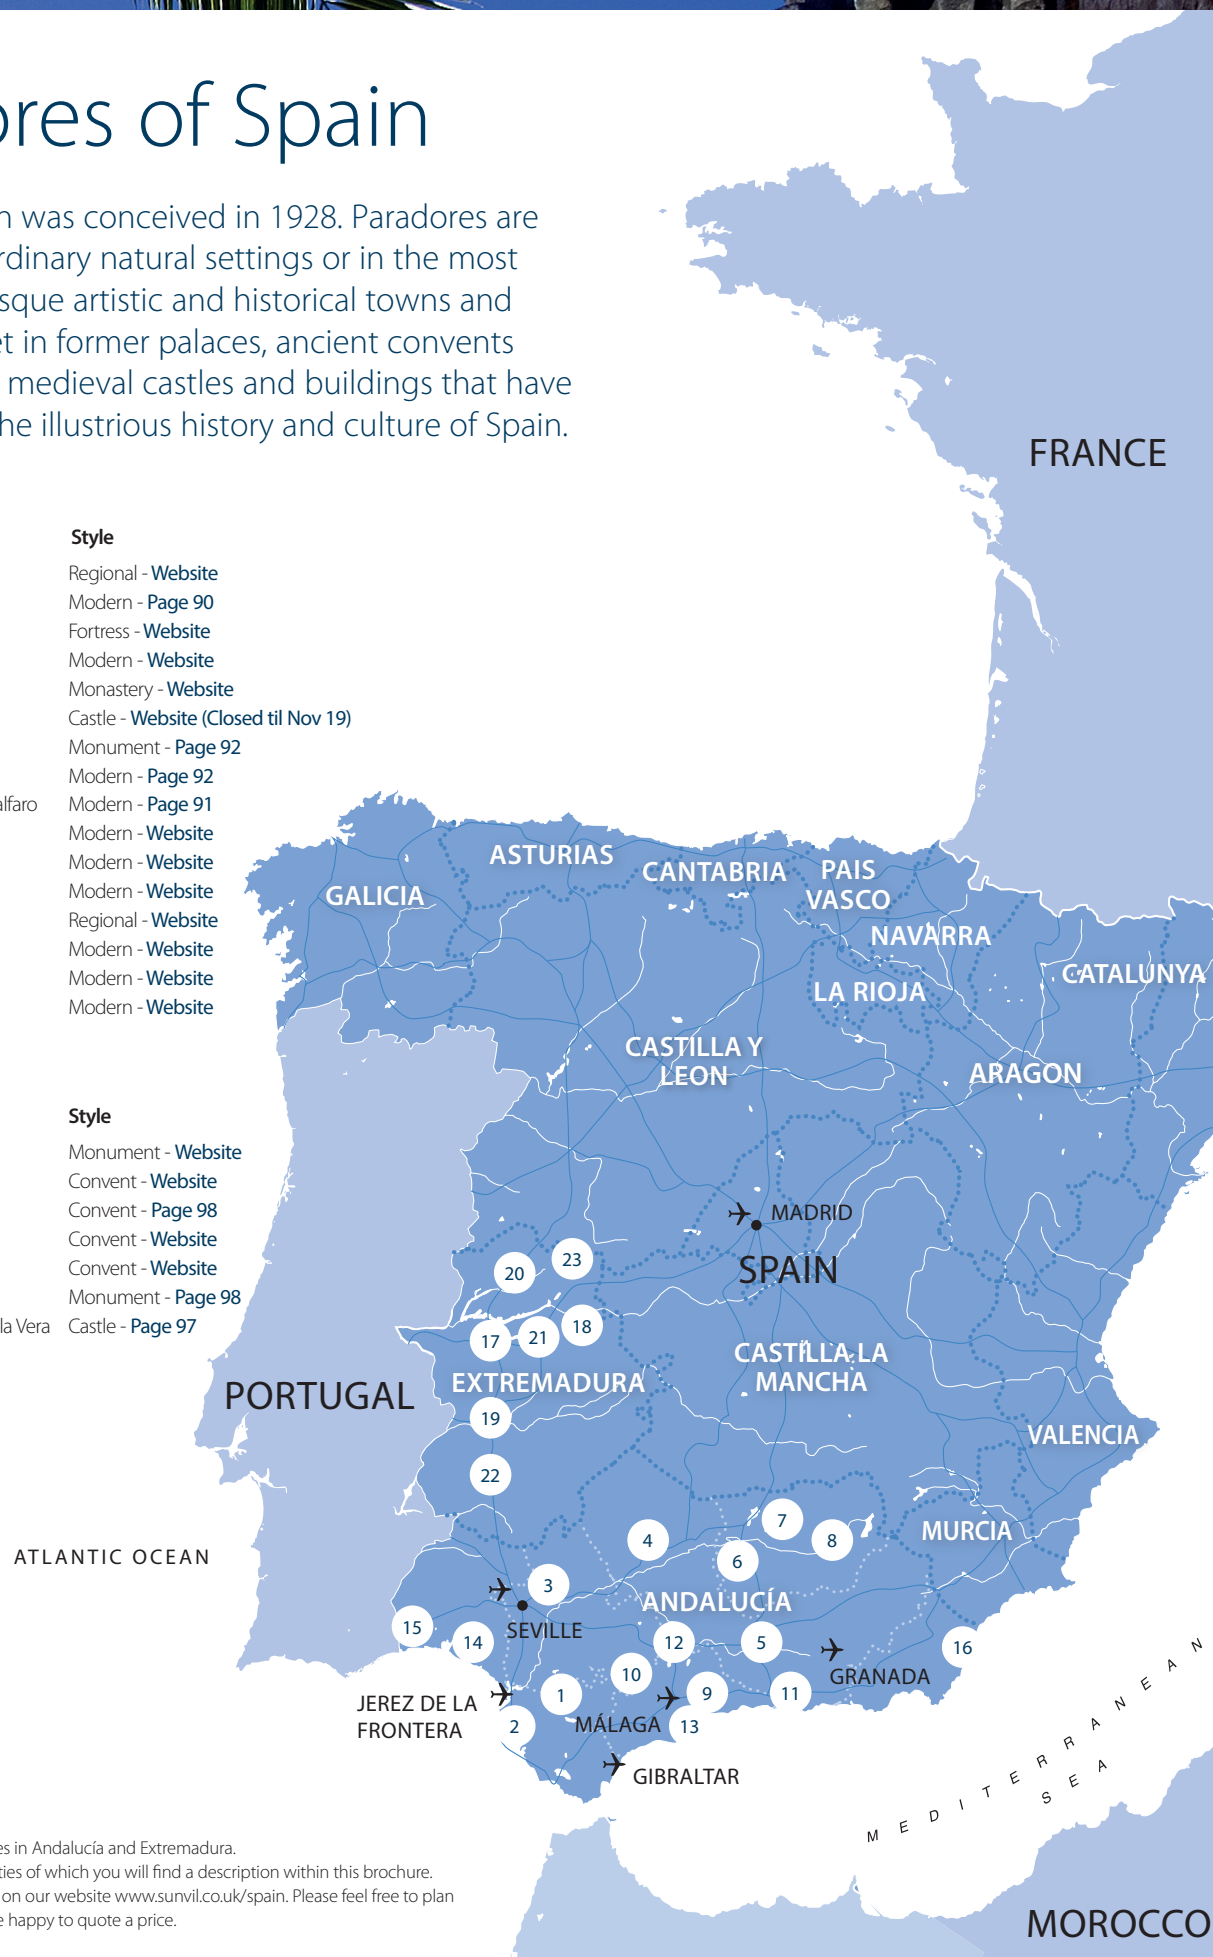 ores of Spain
n was conceived in 1928. Paradores are
rdinary natural settings or in the most
sque artistic and historical towns and
et in former palaces, ancient convents
medieval castles and buildings that have
he illustrious history and culture of Spain.
Style
Regional - Website
Modern - Page 90
Fortress - Website
Modern - Website
Monastery - Website
Castle - Website (Closed til Nov 19)
Monument - Page 92
Modern - Page 92
alfaro Modern - Page 91
Modern - Website
Modern - Website
Modern - Website
Regional - Website
Modern - Website
Modern - Website
Modern - Website
Style
Monument - Website
Convent - Website
Convent - Page 98
Convent - Website
Convent - Website
Monument - Page 98
la Vera Castle - Page 97
FRANCE
ASTURIAS
CANTABRIA
PAIS
VASCO
GALICIA
NAVARRA
CATALUNYA
LA RIOJA
CASTILLA Y
LEON
ARAGON
MADRID
SPAIN
23
20
18
21
17
CASTILLA LA
MANCHA
EXTREMADURA
PORTUGAL
19
VALENCIA
22
7
MURCIA
4
8
6
ATLANTIC OCEAN
3
ANDALUCÍA
15
SEVILLE
14
12
5
16
10
GRANADA
1
9
11
JEREZ DE LA
FRONTERA
2
MÁLAGA
13
GIBRALTAR
MEDITERRANEAN
SEA
MOROCCO
es in Andalucía and Extremadura.
ties of which you will find a description within this brochure.
on our website www.sunvil.co.uk/spain. Please feel free to plan
e happy to quote a price.